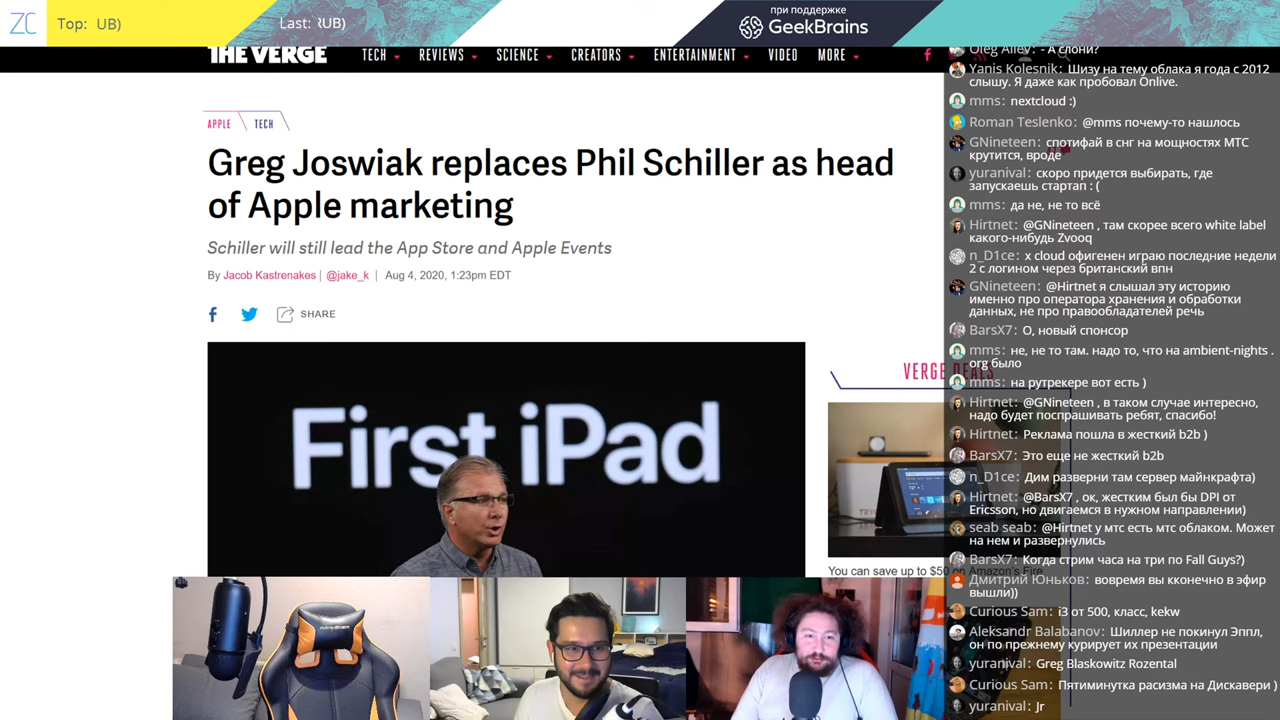 ZC
Top: UB)
Last: RUB)
при поддержке
GeekBrains
THE VERGE
TECH
REVIEWS
SCIENCE
CREATORS
ENTERTAINMENT
VIDEO
MORE
APPLE
TECH
Greg Joswiak replaces Phil Schiller as head
of Apple marketing
Schiller will still lead the App Store and Apple Events
By Jacob Kastrenakes | @jake_k | Aug 4, 2020, 1:23pm EDT
SHARE
First iPad
VERGE DEALS
You can save up to $50 on Amazon's Fire
Oleg Aliev: - А слони?
Yanis Kolesnik: Шизу на тему облака я года с 2012
слышу. Я даже как пробовал Onlive.
mms: nextcloud :)
Roman Teslenko: @mms почему-то нашлось
GNineteen: спотифай в снг на мощностях МТС
крутится, вроде
yuranival: скоро придется выбирать, где
запускаешь стартап : (
mms: да не, не то всё
Hirtnet: @GNineteen , там скорее всего white label
какого-нибудь Zvooq
n_D1ce: x cloud офигенен играю последние недели
2 с логином через британский впн
GNineteen: @Hirtnet я слышал эту историю
именно про оператора хранения и обработки
данных, не про правообладателей речь
BarsX7: О, новый спонсор
mms: не, не то там. надо то, что на ambient-nights .
org было
mms: на рутрекере вот есть )
Hirtnet: @GNineteen , в таком случае интересно,
надо будет поспрашивать ребят, спасибо!
Hirtnet: Реклама пошла в жесткий b2b )
BarsX7: Это еще не жесткий b2b
n_D1ce: Дим разверни там сервер майнкрафта)
Hirtnet: @BarsX7 , ок, жестким был бы DPI от
Ericsson, но двигаемся в нужном направлении)
seab seab: @Hirtnet у мтс есть мтс облаком. Может
на нем и развернулись
BarsX7: Когда стрим часа на три по Fall Guys?)
Дмитрий Юньков: вовремя вы кконечно в эфир
вышли))
Curious Sam: i3 от 500, класс, kekw
Aleksandr Balabanov: Шиллер не покинул Эппл,
он по прежнему курирует их презентации
yuranival: Greg Blaskowitz Rozental
Curious Sam: Пятиминутка расизма на Дискавери )
yuranival: Jr